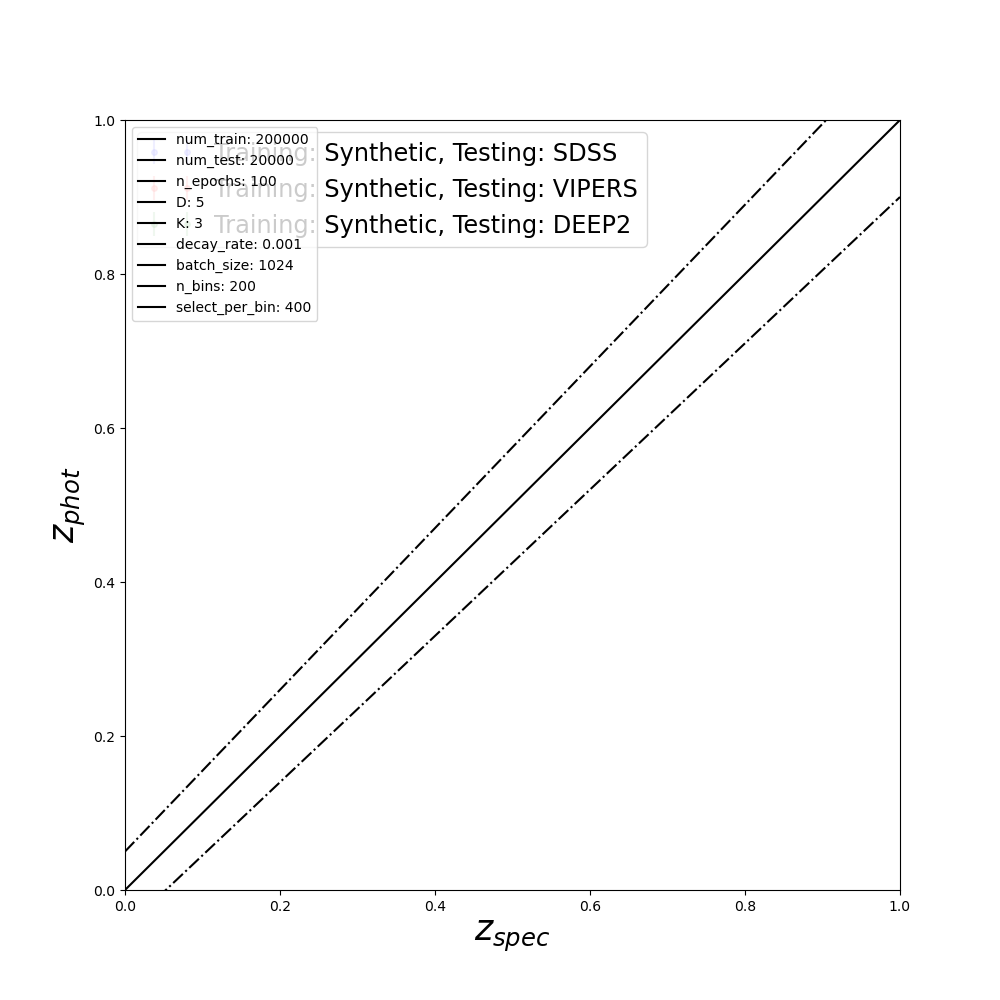 num_train: 200000
num_test: 20000
n_epochs: 100
D: 5
K: 3
decay_rate: 0.001
batch_size: 1024
n_bins: 200
select_per_bin: 400
Training: Synthetic, Testing: SDSS
Training: Synthetic, Testing: VIPERS
Training: Synthetic, Testing: DEEP2
1.0
0.8
0.6
0.4
0.2
0.0
z_phot
0.0 0.2 0.4 0.6 0.8 1.0
z_spec